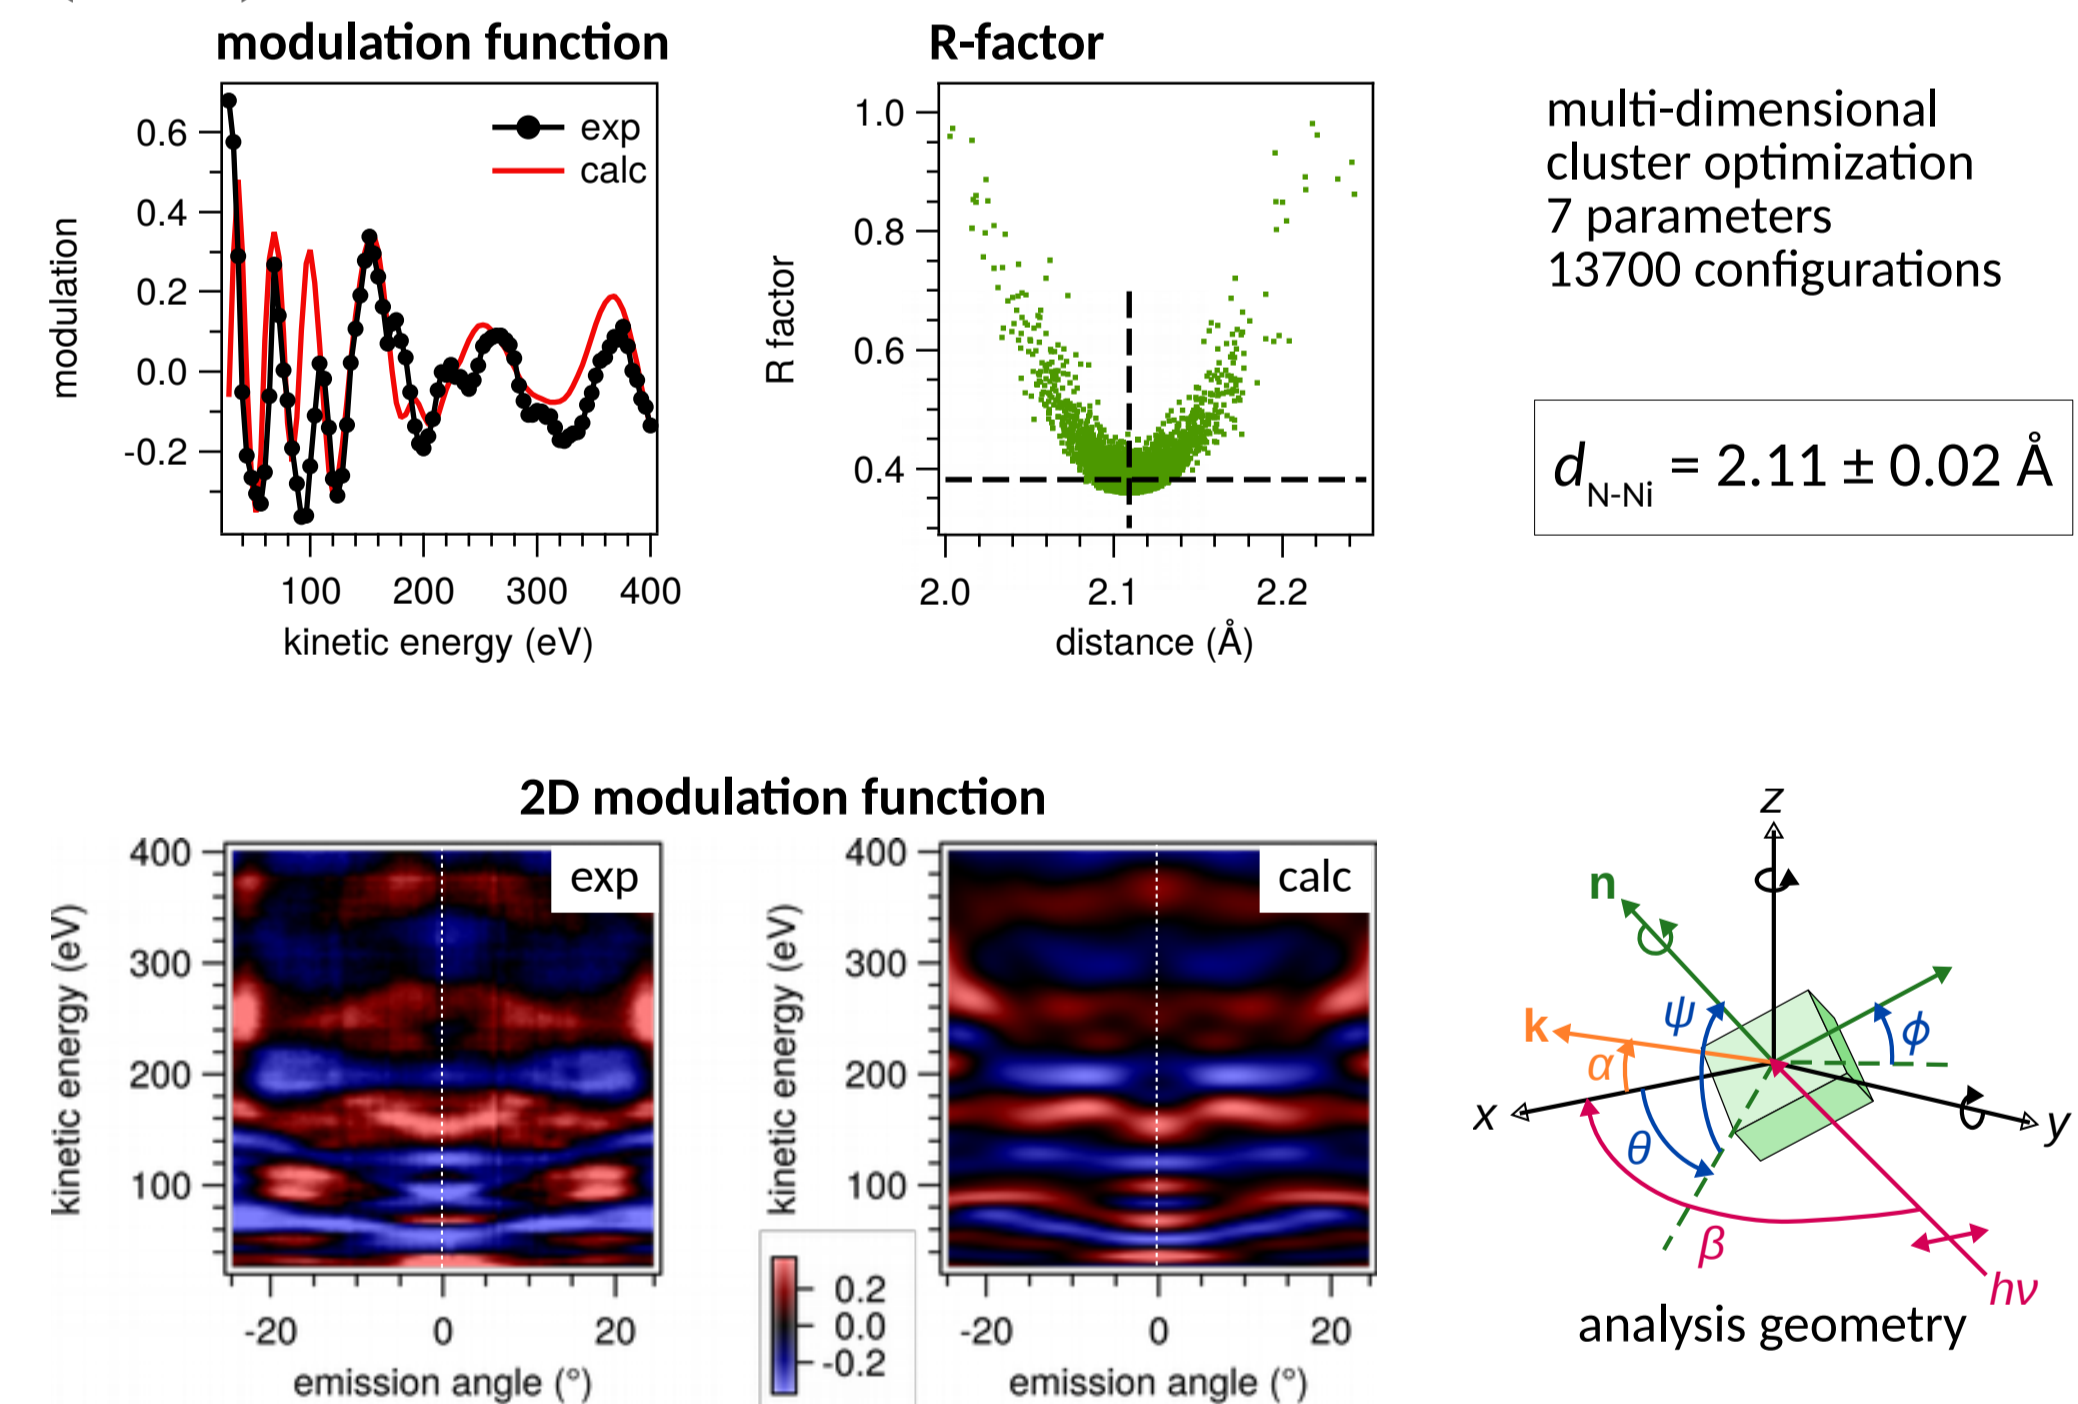 modulation function
exp
calc
0.6
0.4
0.2
0.0
-0.2
modulation
100 200 300 400
kinetic energy (eV)
R-factor
1.0
0.8
0.6
0.4
R factor
2.0 2.1 2.2
distance (Å)
multi-dimensional
cluster optimization
7 parameters
13700 configurations
d N-Ni = 2.11 ± 0.02 Å
2D modulation function
exp
400
300
200
100
kinetic energy (eV)
-20 0 20
emission angle (°)
calc
400
300
200
100
kinetic energy (eV)
0.2
0.0
-0.2
-20 0 20
emission angle (°)
z
n
k
ψ
ϕ
α
x
y
θ
β
hν
analysis geometry